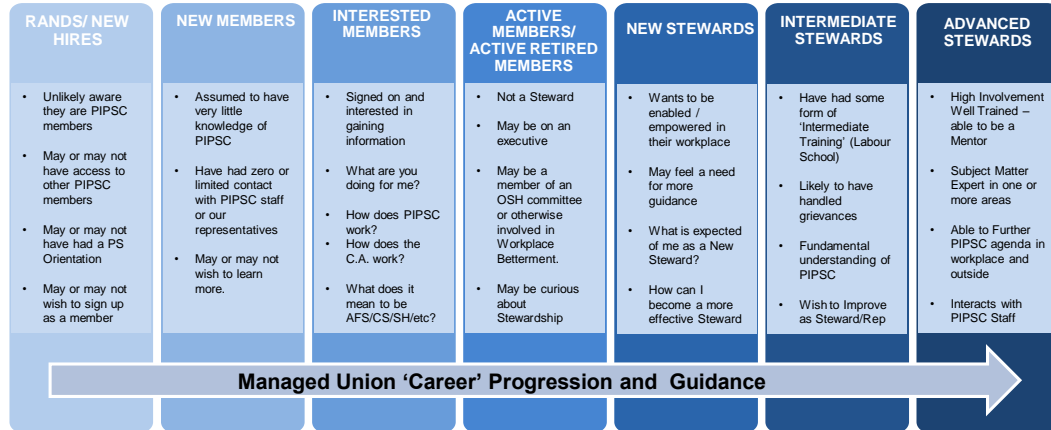 RANDS/ NEW
HIRES
• Unlikely aware
they are PIPSC
members
• May or may not
have access to
other PIPSC
members
• May or may not
have had a PS
Orientation
• May or may not
wish to sign up
as a member
NEW MEMBERS
• Assumed to have
very little
knowledge of
PIPSC
• Have had zero or
limited contact
with PIPSC staff
or our
representatives
• May or may not
wish to learn
more.
INTERESTED
MEMBERS
• Signed on and
interested in
gaining
information
• What are you
doing for me?
• How does PIPSC
work?
• How does the
C.A. work?
• What does it
mean to be
AFS/CS/SH/etc?
ACTIVE
MEMBERS/
ACTIVE RETIRED
MEMBERS
• Not a Steward
• May be on an
executive
• May be a
member of an
OSH committee
or otherwise
involved in
Workplace
Betterment.
• May be curious
about
Stewardship
NEW STEWARDS
• Wants to be
enabled /
empowered in
their workplace
• May feel a need
for more
guidance
• What is expected
of me as a New
Steward?
• How can I
become a more
effective Steward
INTERMEDIATE
STEWARDS
• Have had some
form of
‘Intermediate
Training’ (Labour
School)
• Likely to have
handled
grievances
• Fundamental
understanding of
PIPSC
• Wish to Improve
as Steward/Rep
ADVANCED
STEWARDS
• High Involvement
Well Trained –
able to be a
Mentor
• Subject Matter
Expert in one or
more areas
• Able to Further
PIPSC agenda in
workplace and
outside
• Interacts with
PIPSC Staff
Managed Union ‘Career’ Progression and Guidance